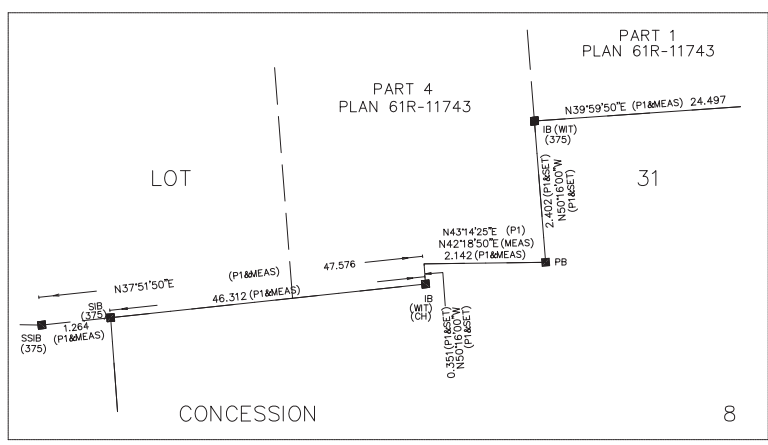 PART 1
PLAN 61R-11743
PART 4
PLAN 61R-11743
N39°59'50"E (P1&MEAS) 24.497
IB (WIT)
(375)
LOT
31
2.402 (P1&SET)
N50°16'00"W
(P1&SET)
N43°14'25"E (P1)
N42°18'50"E (MEAS)
2.142 (P1&MEAS)
PB
N37°51'50"E
(P1&MEAS)
47.576
46.312 (P1&MEAS)
SIB
(375)
1.264
(P1&MEAS)
SSIB
(375)
IB
(WIT)
(CH)
0.351 (P1&SET)
N50°16'00"W
(P1&SET)
CONCESSION
8